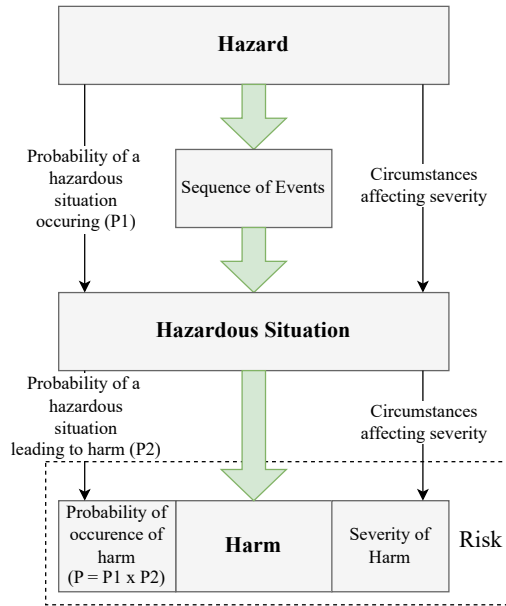 Hazard
Probability of a
hazardous
situation
occuring (P1)
Sequence of Events
Circumstances
affecting severity
Hazardous Situation
Probability of a
hazardous
situation
leading to harm (P2)
Circumstances
affecting severity
Probability of
occurence of
harm
(P = P1 x P2)
Harm
Severity of
Harm
Risk